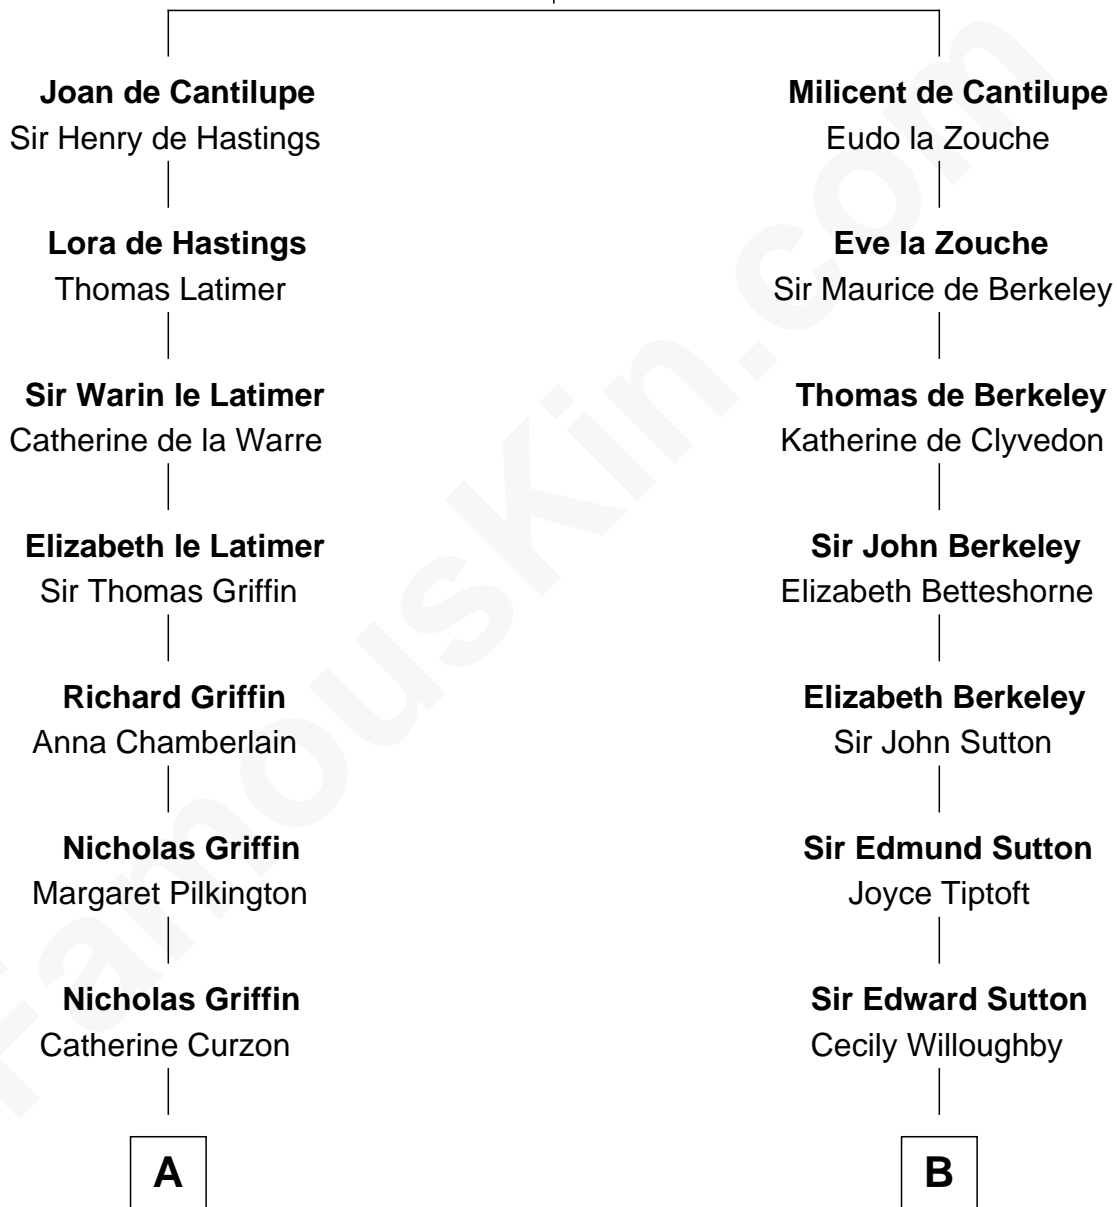 Joan de Cantilupe
Sir Henry de Hastings
Lora de Hastings
Thomas Latimer
Sir Warin le Latimer
Catherine de la Warre
Elizabeth le Latimer
Sir Thomas Griffin
Richard Griffin
Anna Chamberlain
Nicholas Griffin
Margaret Pilkington
Nicholas Griffin
Catherine Curzon
A
Milicent de Cantilupe
Eudo la Zouche
Eve la Zouche
Sir Maurice de Berkeley
Thomas de Berkeley
Katherine de Clyvedon
Sir John Berkeley
Elizabeth Betteshorne
Elizabeth Berkeley
Sir John Sutton
Sir Edmund Sutton
Joyce Tiptoft
Sir Edward Sutton
Cecily Willoughby
B
FamousKin.com